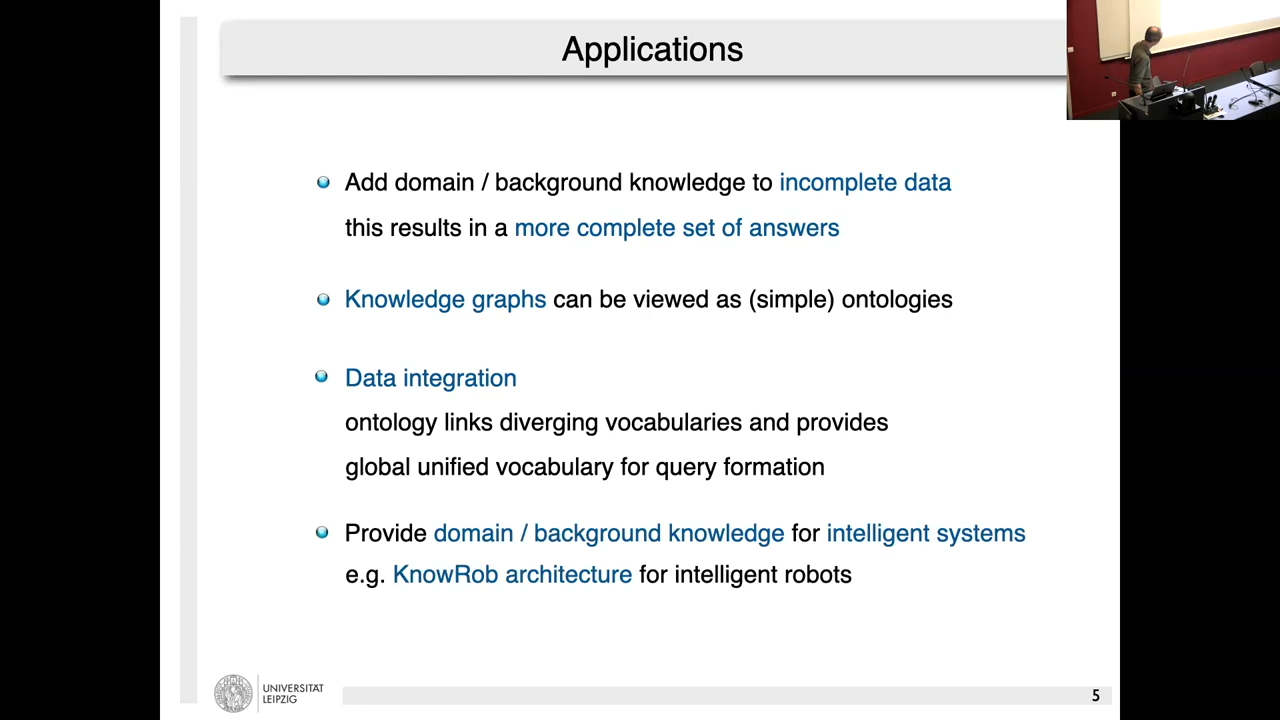 Applications
Add domain / background knowledge to incomplete data
this results in a more complete set of answers
Knowledge graphs can be viewed as (simple) ontologies
Data integration
ontology links diverging vocabularies and provides
global unified vocabulary for query formation
Provide domain / background knowledge for intelligent systems
e.g. KnowRob architecture for intelligent robots
UNIVERSITÄT
LEIPZIG
5